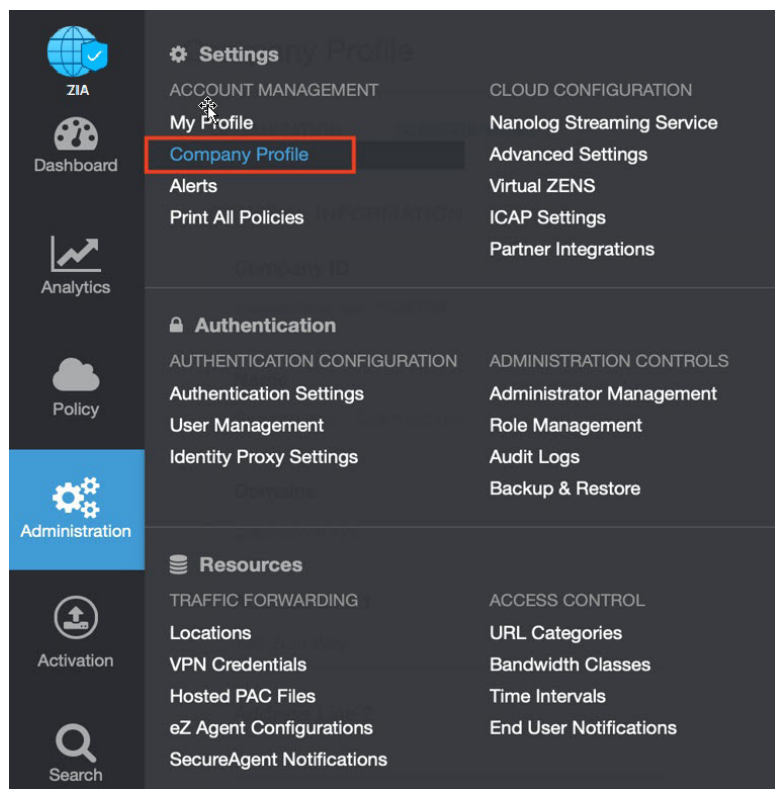 ZIA
Dashboard
Analytics
Policy
Administration
Activation
Search
Settings
ACCOUNT MANAGEMENT
My Profile
Company Profile
Alerts
Print All Policies
CLOUD CONFIGURATION
Nanolog Streaming Service
Advanced Settings
Virtual ZENS
ICAP Settings
Partner Integrations
Authentication
AUTHENTICATION CONFIGURATION
Authentication Settings
User Management
Identity Proxy Settings
ADMINISTRATION CONTROLS
Administrator Management
Role Management
Audit Logs
Backup & Restore
Resources
TRAFFIC FORWARDING
Locations
VPN Credentials
Hosted PAC Files
eZ Agent Configurations
SecureAgent Notifications
ACCESS CONTROL
URL Categories
Bandwidth Classes
Time Intervals
End User Notifications